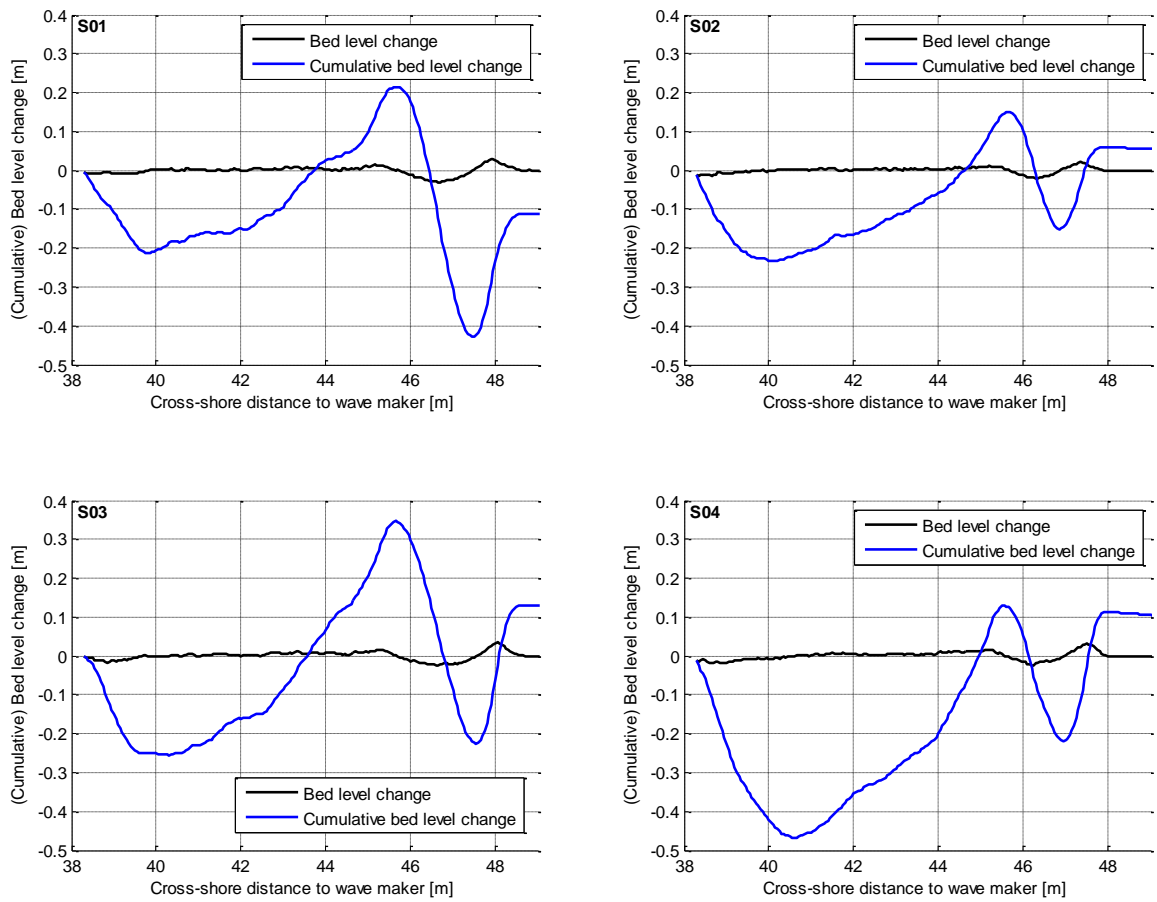 S01
Bed level change
Cumulative bed level change
(Cumulative) Bed level change [m]
0.4
0.3
0.2
0.1
0
-0.1
-0.2
-0.3
-0.4
-0.5
38 40 42 44 46 48
Cross-shore distance to wave maker [m]
S02
Bed level change
Cumulative bed level change
(Cumulative) Bed level change [m]
0.4
0.3
0.2
0.1
0
-0.1
-0.2
-0.3
-0.4
-0.5
38 40 42 44 46 48
Cross-shore distance to wave maker [m]
S03
Bed level change
Cumulative bed level change
(Cumulative) Bed level change [m]
0.4
0.3
0.2
0.1
0
-0.1
-0.2
-0.3
-0.4
-0.5
38 40 42 44 46 48
Cross-shore distance to wave maker [m]
S04
Bed level change
Cumulative bed level change
(Cumulative) Bed level change [m]
0.4
0.3
0.2
0.1
0
-0.1
-0.2
-0.3
-0.4
-0.5
38 40 42 44 46 48
Cross-shore distance to wave maker [m]